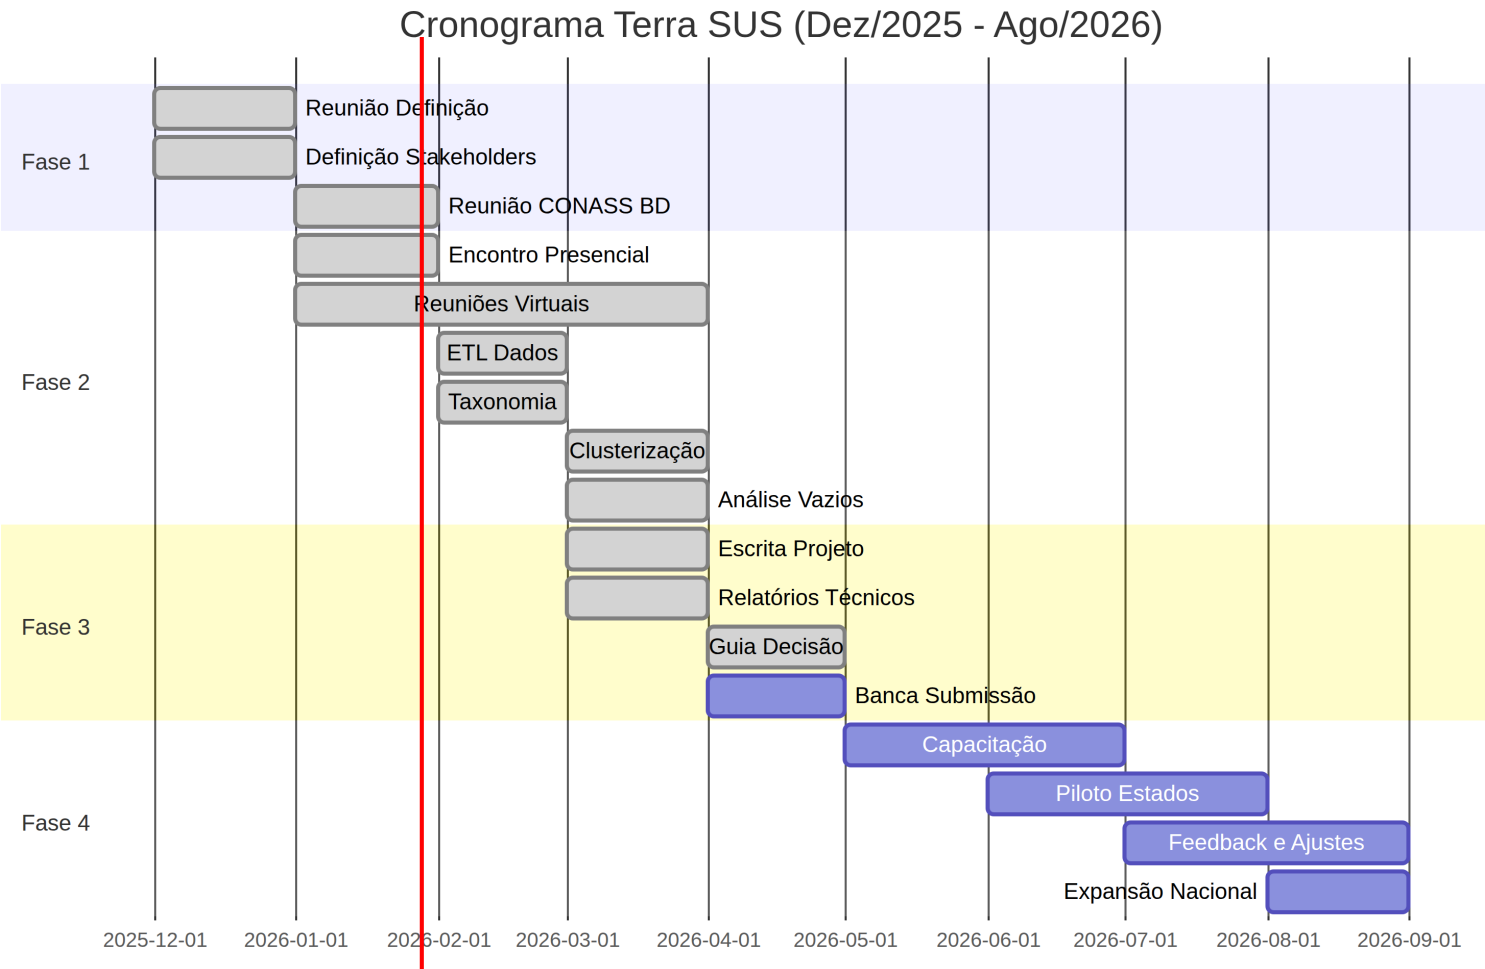 Cronograma Terra SUS (Dez/2025 - Ago/2026)
Fase 1
Reunião Definição
Definição Stakeholders
Reunião CONASS BD
Fase 2
Encontro Presencial
Reuniões Virtuais
ETL Dados
Taxonomia
Clusterização
Análise Vazios
Fase 3
Escrita Projeto
Relatórios Técnicos
Guia Decisão
Banca Submissão
Fase 4
Capacitação
Piloto Estados
Feedback e Ajustes
Expansão Nacional
2025-12-01 2026-01-01 2026-02-01 2026-03-01 2026-04-01 2026-05-01 2026-06-01 2026-07-01 2026-08-01 2026-09-01